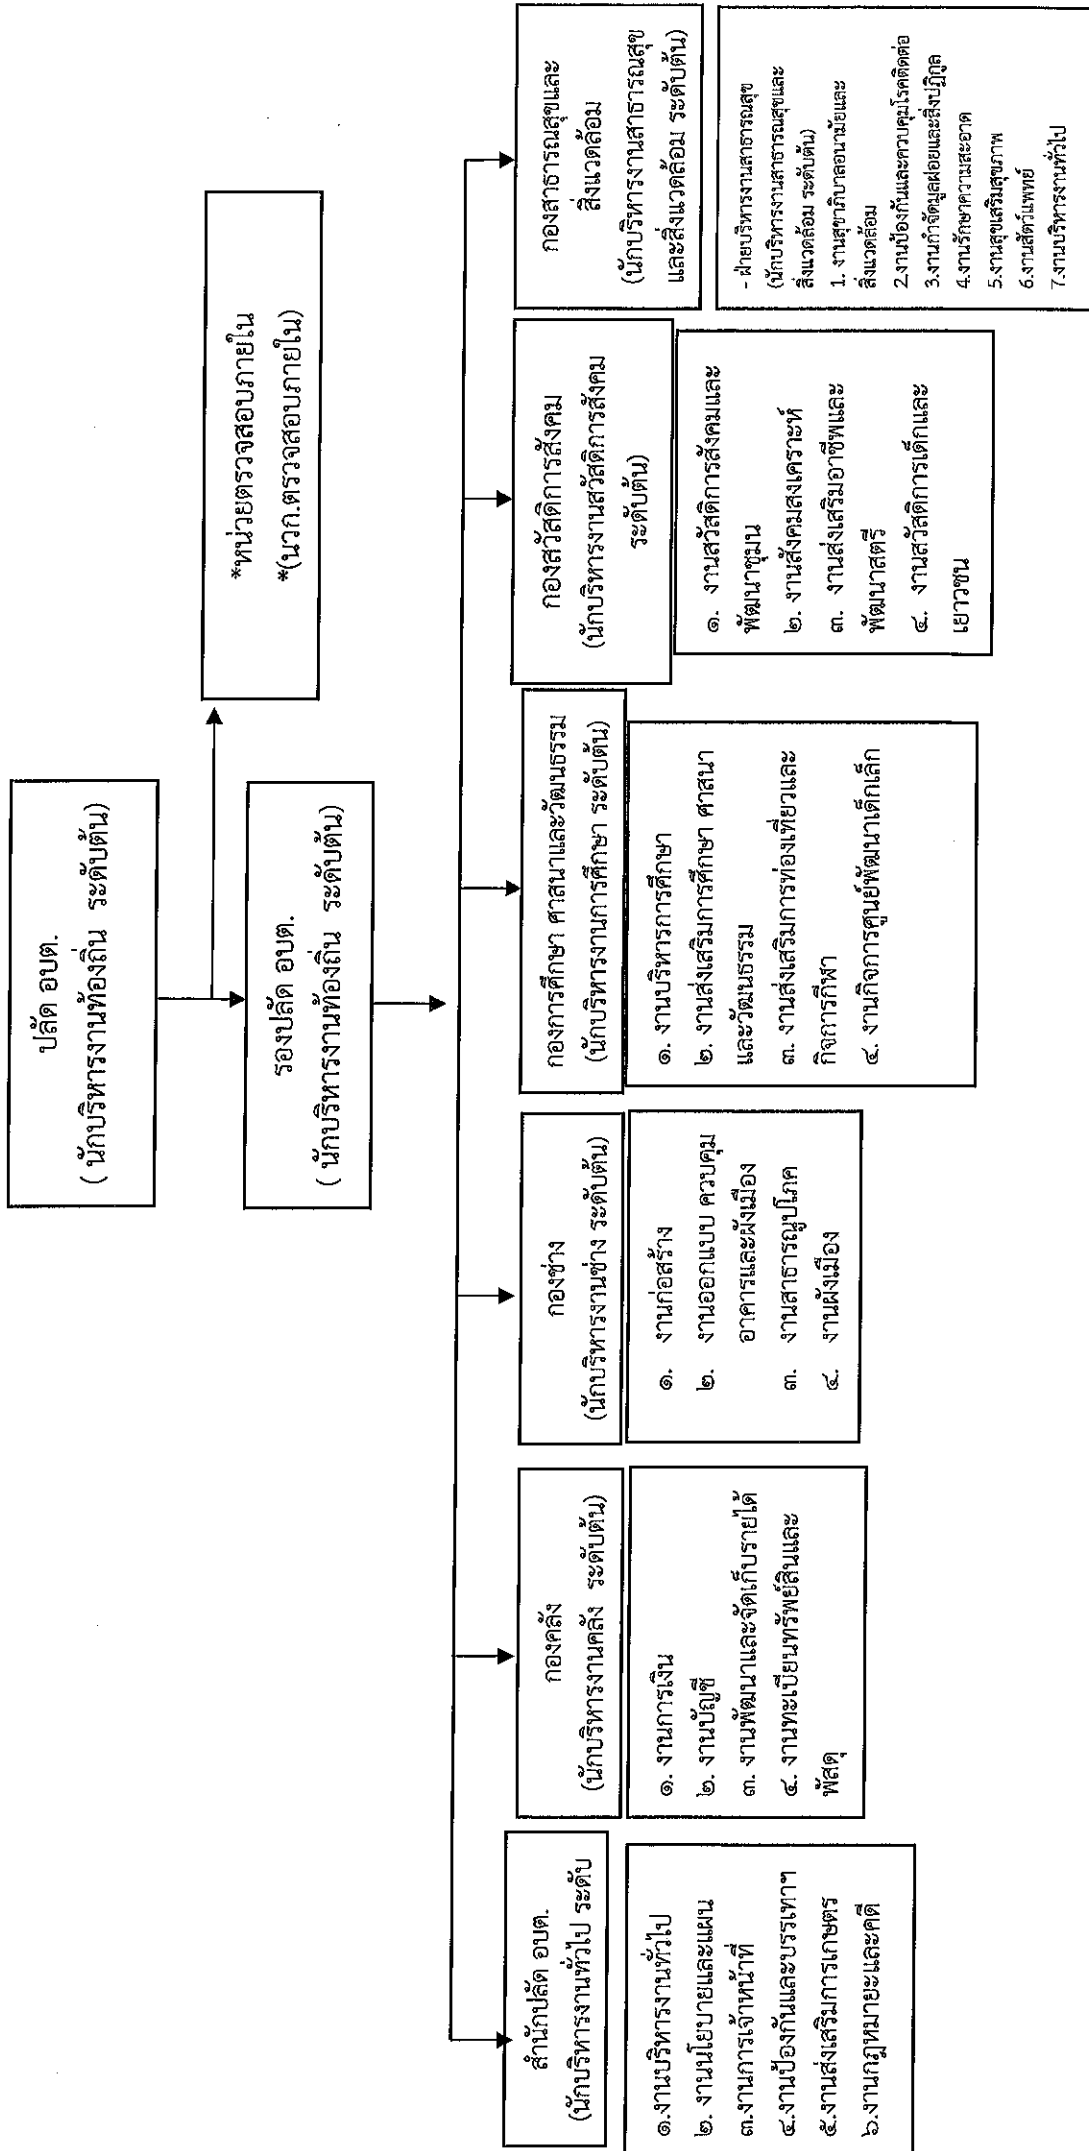 ปลัด อบต.
( นักบริหารงานท้องถิ่น ระดับต้น)
*หน่วยตรวจสอบภายใน
*(นวก.ตรวจสอบภายใน)
รองปลัด อบต.
( นักบริหารงานท้องถิ่น ระดับต้น)
สำนักปลัด อบต.
(นักบริหารงานทั่วไป ระดับ
๑.งานบริหารงานทั่วไป
๒. งานนโยบายและแผน
๓.งานการเจ้าหน้าที่
๔.งานป้องกันและบรรเทาฯ
๕.งานส่งเสริมการเกษตร
๖.งานกฎหมายะและคดี
กองคลัง
(นักบริหารงานคลัง ระดับต้น)
๑. งานการเงิน
๒. งานบัญชี
๓. งานพัฒนาและจัดเก็บรายได้
๔. งานทะเบียนทรัพย์สินและ
พัสดุ
กองช่าง
(นักบริหารงานช่าง ระดับต้น)
๑. งานก่อสร้าง
๒. งานออกแบบ ควบคุม
อาคารและผังเมือง
๓. งานสาธารณูปโภค
๔. งานผังเมือง
กองการศึกษา ศาสนาและวัฒนธรรม
(นักบริหารงานการศึกษา ระดับต้น)
๑. งานบริหารการศึกษา
๒. งานส่งเสริมการศึกษา ศาสนา
และวัฒนธรรม
๓. งานส่งเสริมการท่องเที่ยวและ
กิจการกีฬา
๔. งานกิจการศูนย์พัฒนาเด็กเล็ก
กองสวัสดิการสังคม
(นักบริหารงานสวัสดิการสังคม
ระดับต้น)
๑. งานสวัสดิการสังคมและ
พัฒนาชุมน
๒. งานสังคมสงเคราะห์
๓. งานส่งเสริมอาชีพและ
พัฒนาสตรี
๔. งานสวัสดิการเด็กและ
เยาวชน
กองสาธารณสุขและ
สิ่งแวดล้อม
(นักบริหารงานสาธารณสุข
และสิ่งแวดล้อม ระดับต้น)
- ฝ่ายบริหารงานสาธารณสุข
(นักบริหารงานสาธารณสุขและ
สิ่งแวดล้อม ระดับต้น)
1. งานสุขาภิบาลอนามัยและ
สิ่งแวดล้อม
2.งานป้องกันและควบคุมโรคติดต่อ
3.งานกำจัดมูลฝอยและสิ่งปฏิกูล
4.งานรักษาความสะอาด
5.งานสุขเสริมสุขภาพ
6.งานสัตว์แพทย์
7.งานบริหารงานทั่วไป